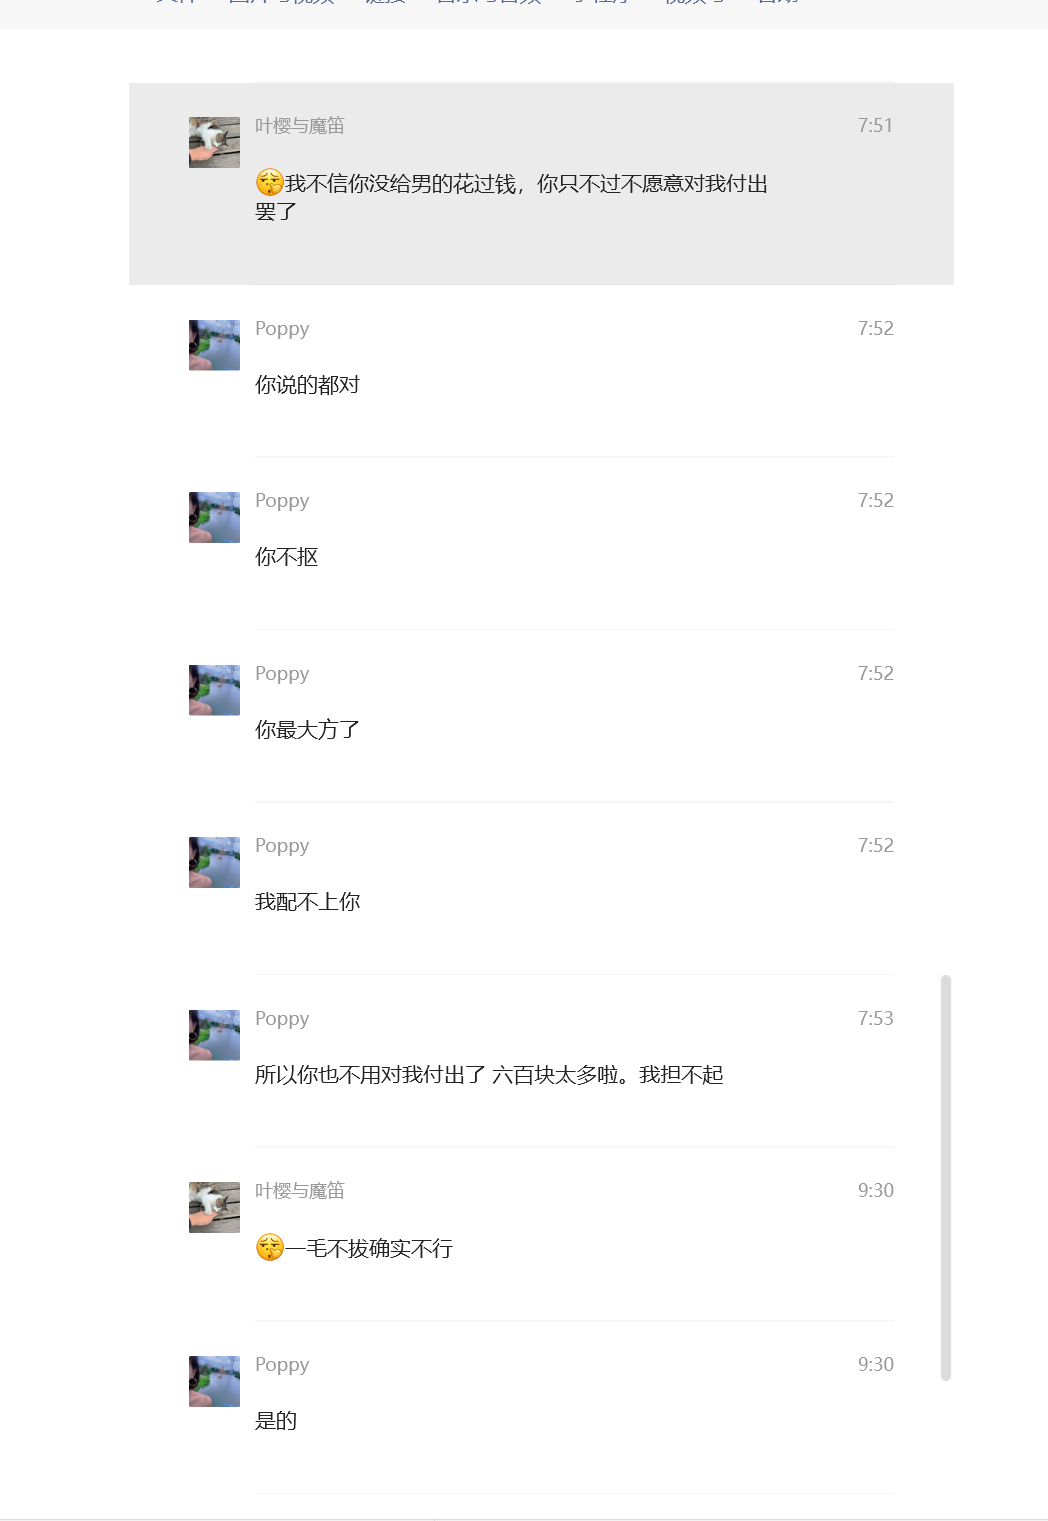 叶樱与魔笛
7:51
我不信你没给男的花过钱，你只不过不愿意对我付出
罢了
Poppy
7:52
你说的都对
Poppy
7:52
你不抠
Poppy
7:52
你最大方了
Poppy
7:52
我配不上你
Poppy
7:53
所以你也不用对我付出了 六百块太多啦。我担不起
叶樱与魔笛
9:30
一毛不拔确实不行
Poppy
9:30
是的